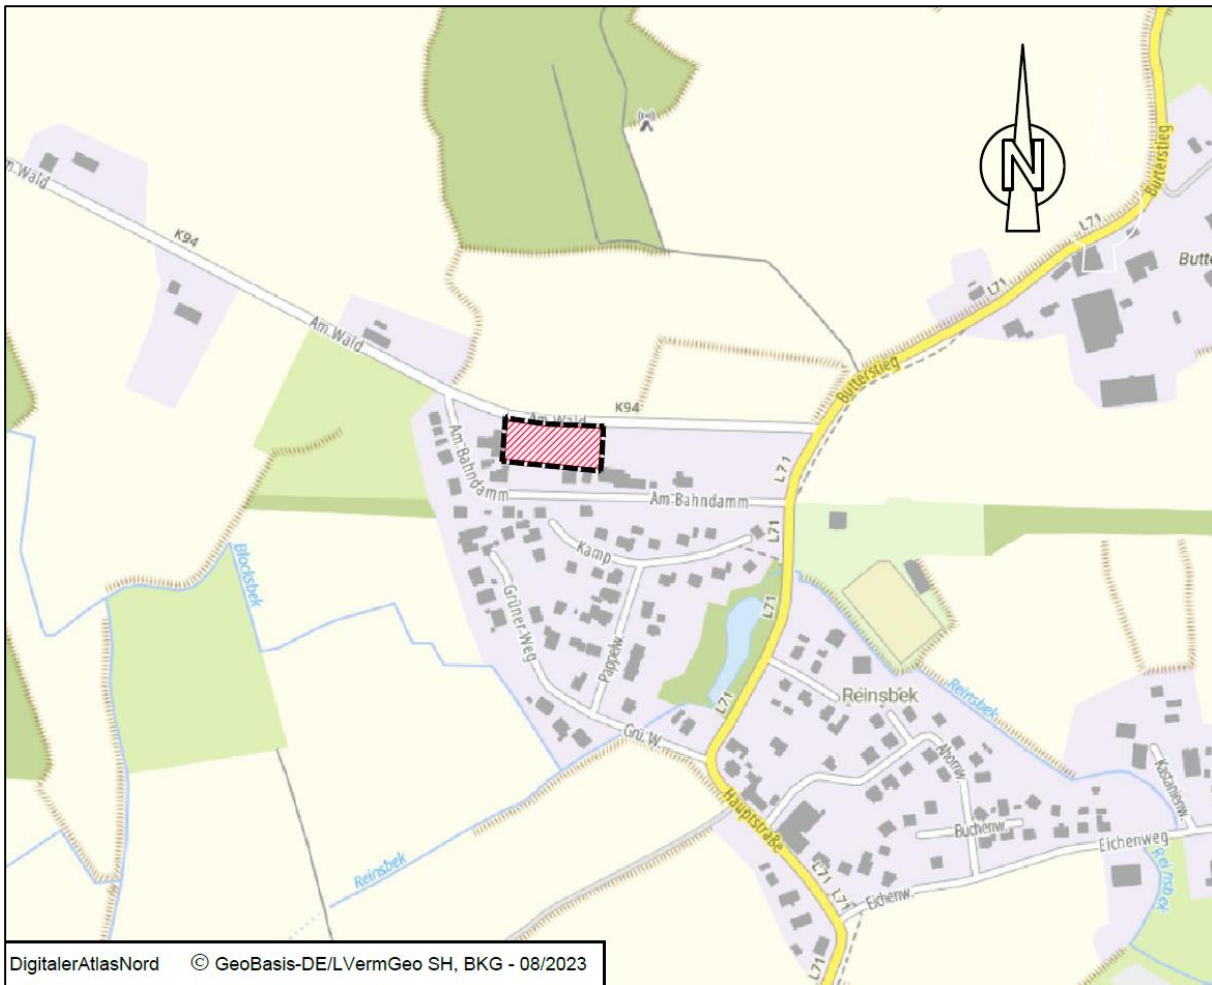 N
Butterstieg
L71
m Wald
K94
L71
Butte
Am Wald
Butterstieg
K94
Am Wald
L71
Am Bahndamm
Am Bahndamm
L71
Kamp
Blocksbek
Grüner-Weg
Pappelw.
L71
L71
Reinsbek
Reinsbek
Grü. W.
Ahornw.
Kastanienw.
Hauptstraße
Buchenw.
Eichenweg
Reinsbek
Reinsbek
L71
L71
Eichenw.
L71
DigitalerAtlasNord © GeoBasis-DE/LVermGeo SH, BKG - 08/2023